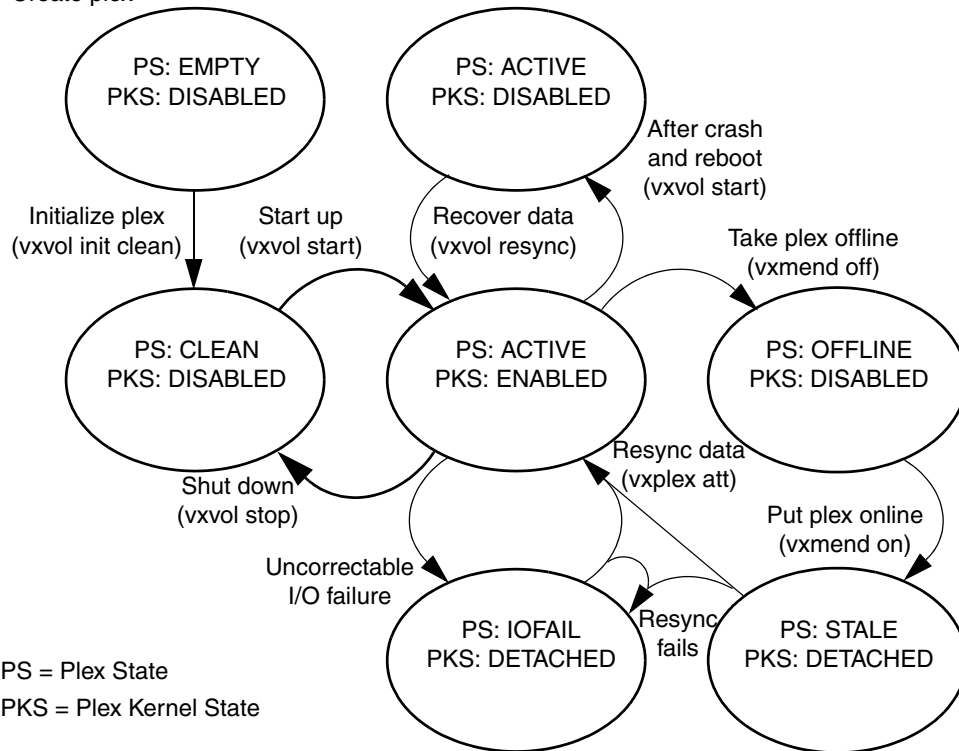 Create plex
PS: EMPTY
PKS: DISABLED
PS: ACTIVE
PKS: DISABLED
After crash
and reboot
(vxvol start)
Initialize plex
(vxvol init clean)
Start up
(vxvol start)
Recover data
(vxvol resync)
Take plex offline
(vxmend off)
PS: CLEAN
PKS: DISABLED
PS: ACTIVE
PKS: ENABLED
PS: OFFLINE
PKS: DISABLED
Resync data
(vxplex att)
Shut down
(vxvol stop)
Put plex online
(vxmend on)
Uncorrectable
I/O failure
Resync
fails
PS: IOFAIL
PKS: DETACHED
PS: STALE
PKS: DETACHED
PS = Plex State
PKS = Plex Kernel State